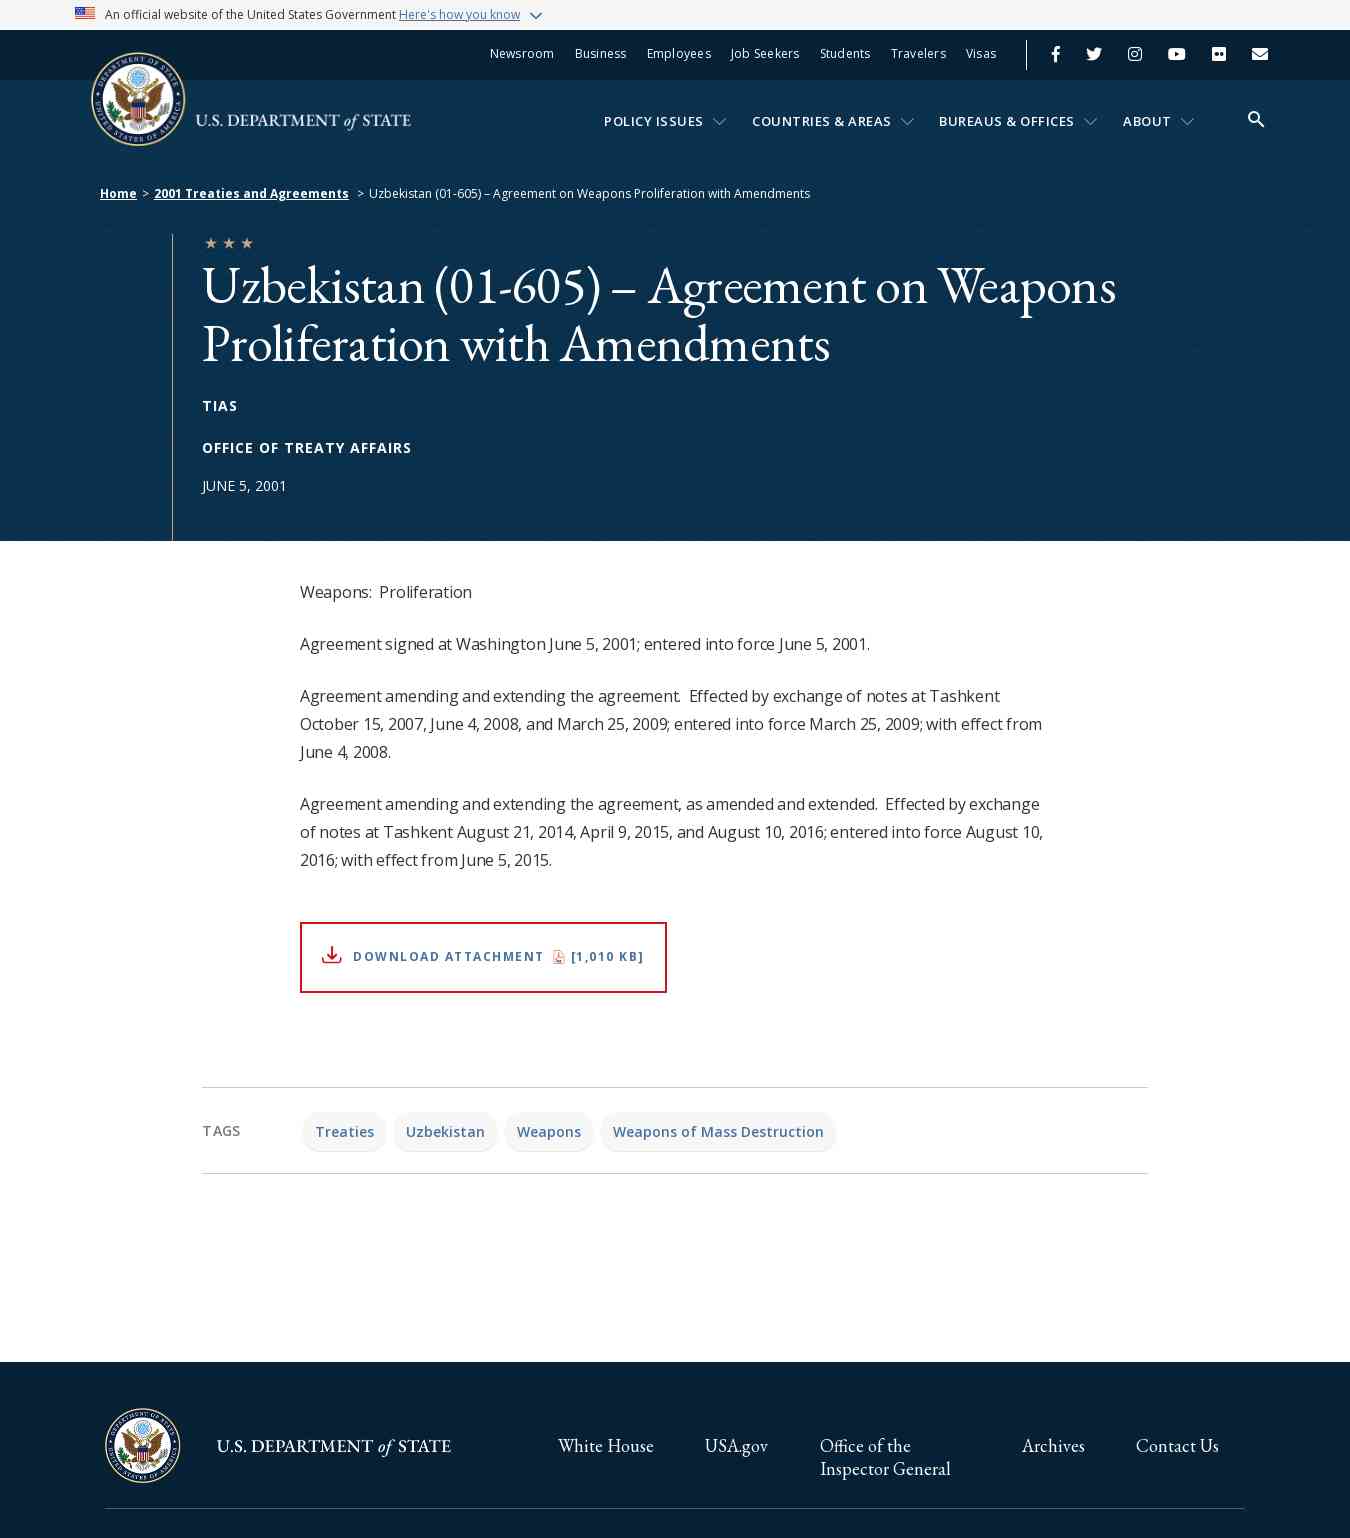 An official website of the United States Government Here's how you know
Newsroom Business Employees Job Seekers Students Travelers Visas
U.S. DEPARTMENT of STATE
POLICY ISSUES COUNTRIES & AREAS BUREAUS & OFFICES ABOUT
Home > 2001 Treaties and Agreements > Uzbekistan (01-605) – Agreement on Weapons Proliferation with Amendments
Uzbekistan (01-605) – Agreement on Weapons
Proliferation with Amendments
TIAS
OFFICE OF TREATY AFFAIRS
JUNE 5, 2001
Weapons:  Proliferation
Agreement signed at Washington June 5, 2001; entered into force June 5, 2001.
Agreement amending and extending the agreement.  Effected by exchange of notes at Tashkent
October 15, 2007, June 4, 2008, and March 25, 2009; entered into force March 25, 2009; with effect from
June 4, 2008.
Agreement amending and extending the agreement, as amended and extended.  Effected by exchange
of notes at Tashkent August 21, 2014, April 9, 2015, and August 10, 2016; entered into force August 10,
2016; with effect from June 5, 2015.
DOWNLOAD ATTACHMENT [1,010 KB]
TAGS Treaties Uzbekistan Weapons Weapons of Mass Destruction
DEPARTMENT OF STATE
UNITED STATES OF AMERICA
U.S. DEPARTMENT of STATE
White House USA.gov Office of the Archives Contact Us
Inspector General